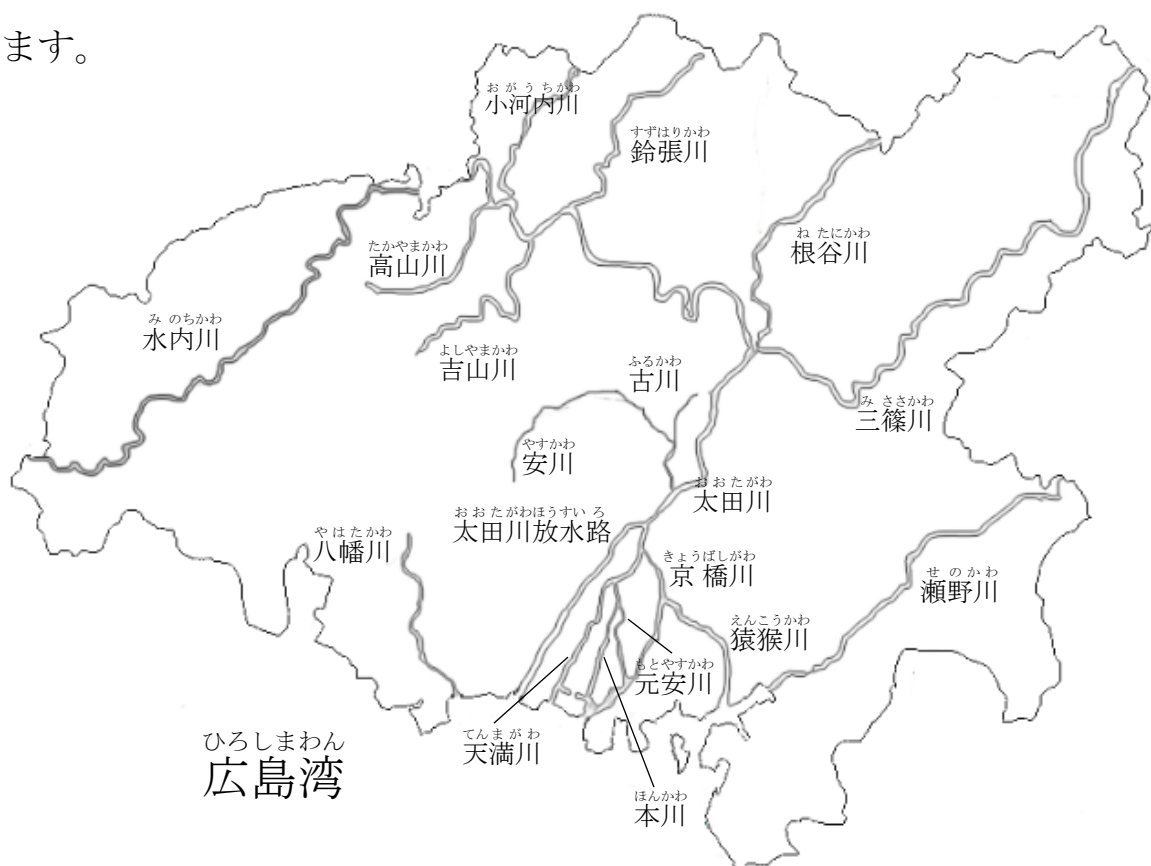 ます。
おがうちがわ
小河内川
すずはりかわ
鈴張川
ねたにかわ
根谷川
たかやまかわ
高山川
みのちかわ
水内川
よしやまかわ
吉山川
ふるかわ
古川
みささかわ
三篠川
やすかわ
安川
おおたがわ
太田川
おおたがわほうすいろ
太田川放水路
やはたかわ
八幡川
きょうばしがわ
京橋川
せのかわ
瀬野川
えんこうかわ
猿猴川
もとやすかわ
元安川
てんまがわ
天満川
ひろしまわん
広島湾
ほんかわ
本川